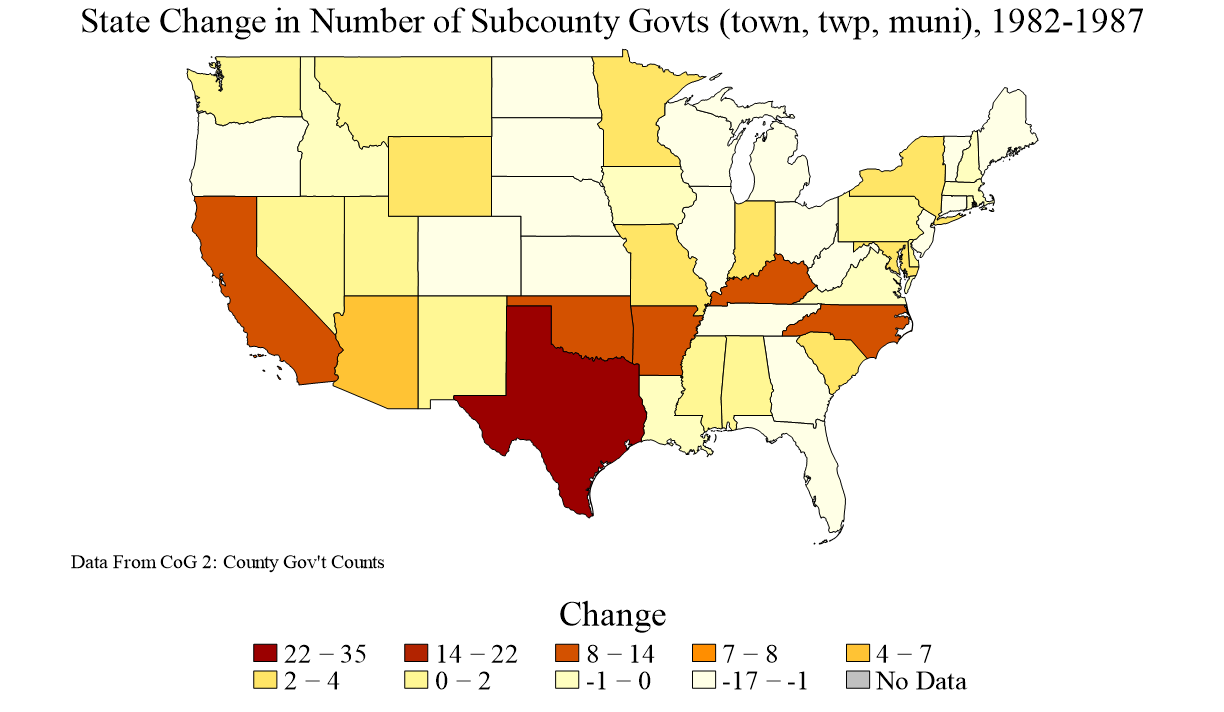 State Change in Number of Subcounty Govts (town, twp, muni), 1982-1987
Data From CoG 2: County Gov't Counts
Change
22 – 35 14 – 22 8 – 14 7 – 8 4 – 7
2 – 4 0 – 2 -1 – 0 -17 – -1 No Data